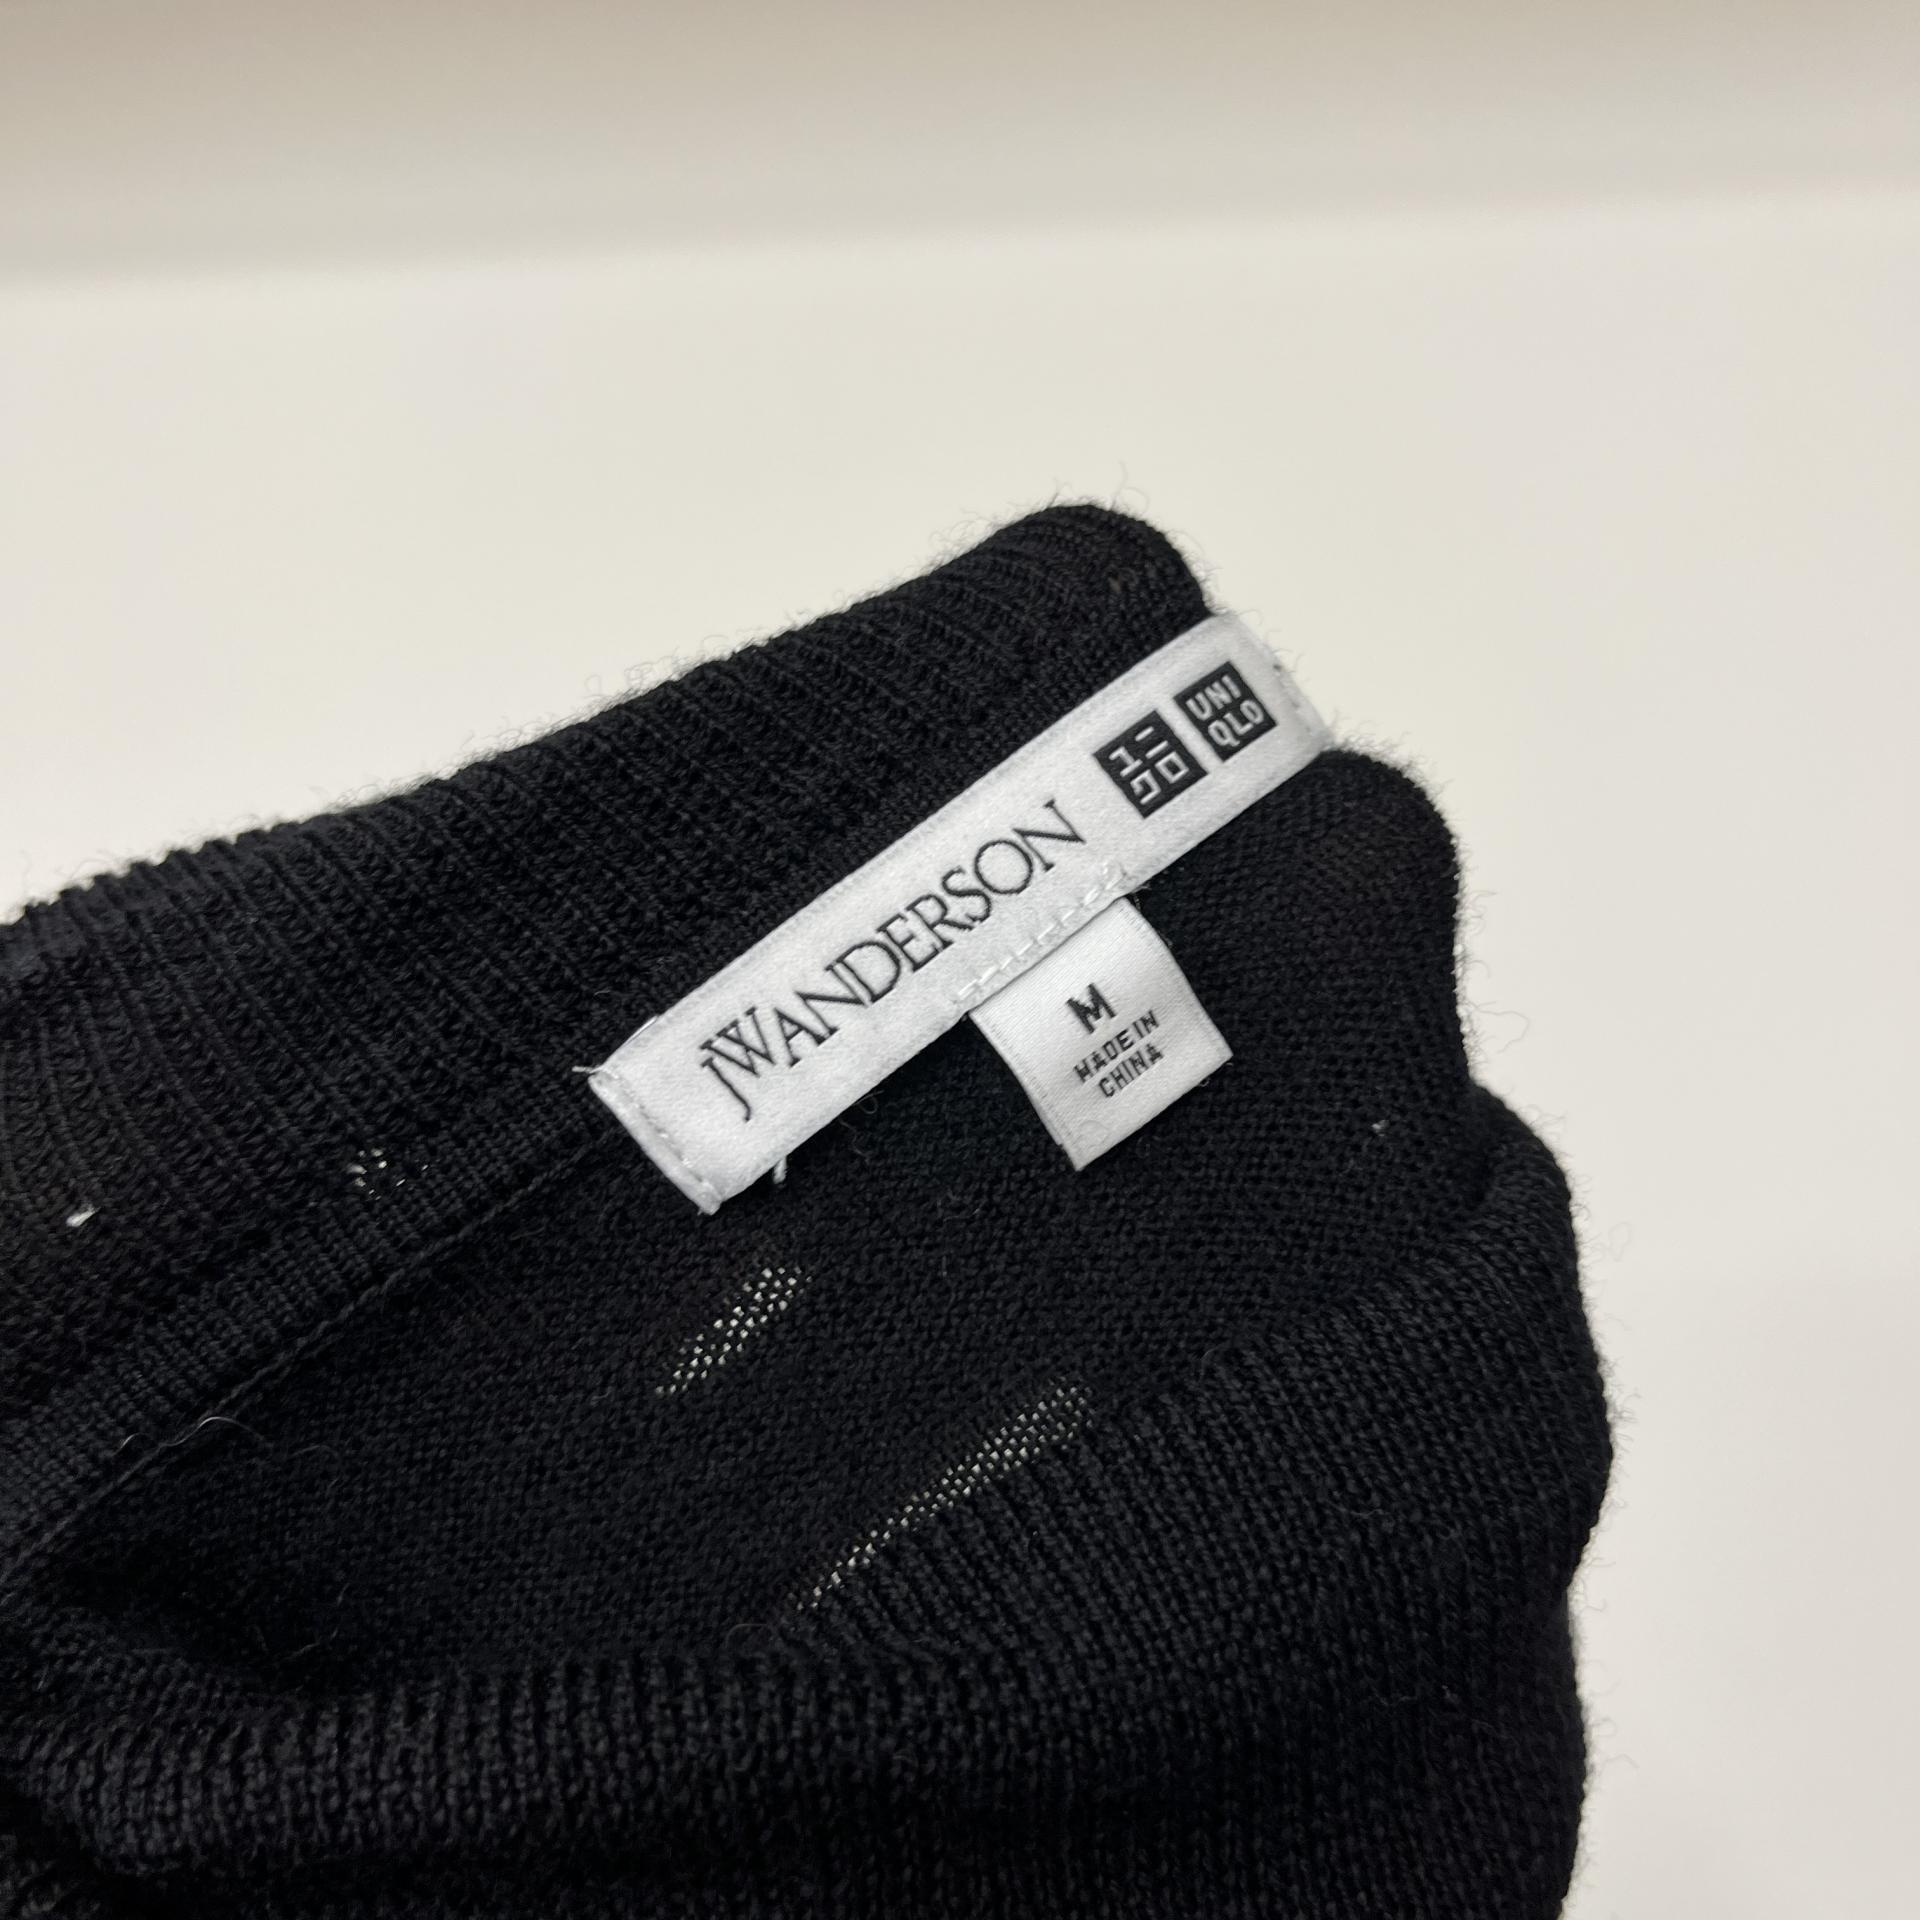 JWANDERSON
ユニ
クロ
UNI
QLO
M
MADE IN
CHINA